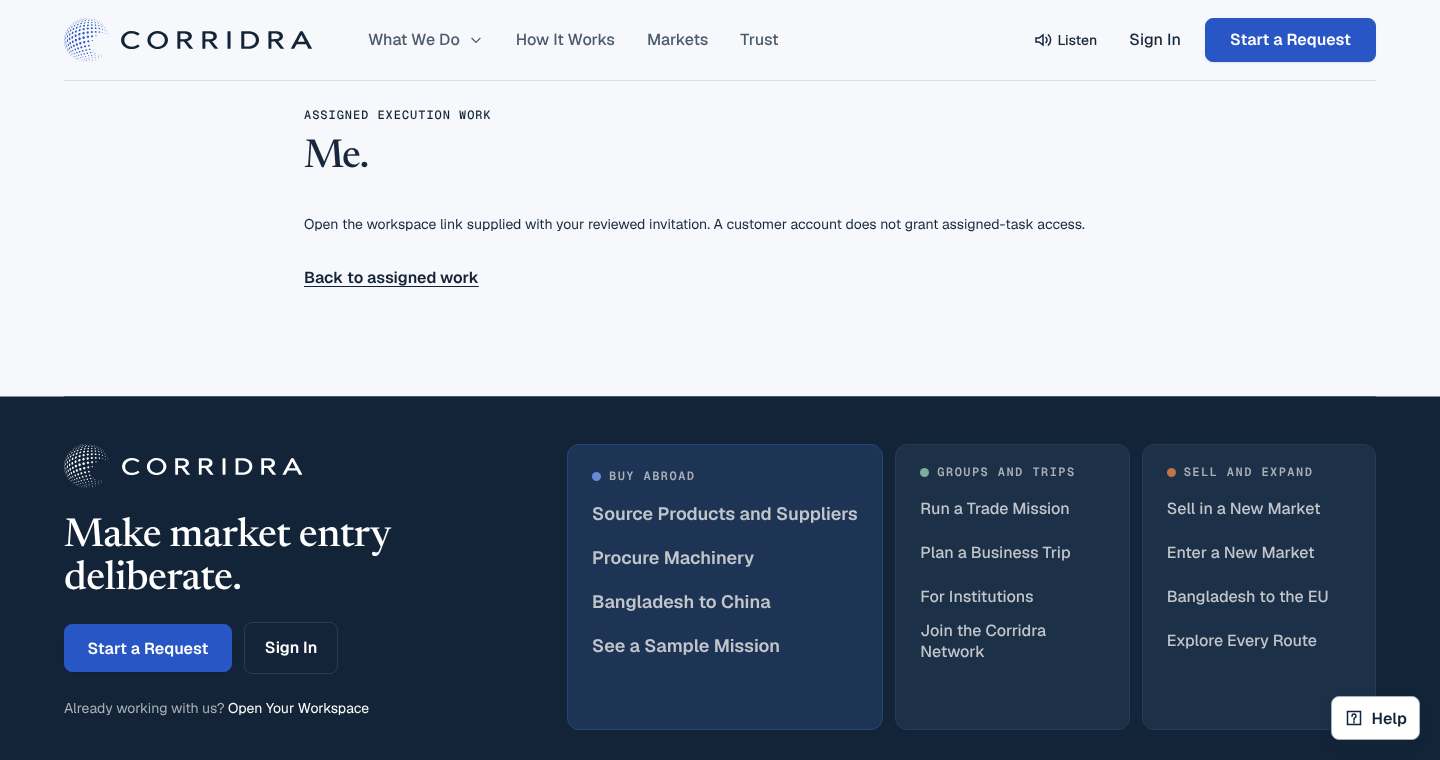 CORRIDRA
What We Do
How It Works
Markets
Trust
Listen
Sign In
Start a Request
ASSIGNED EXECUTION WORK
Me.
Open the workspace link supplied with your reviewed invitation. A customer account does not grant assigned-task access.
Back to assigned work
CORRIDRA
Make market entry
deliberate.
Start a Request
Sign In
Already working with us? Open Your Workspace
BUY ABROAD
Source Products and Suppliers
Procure Machinery
Bangladesh to China
See a Sample Mission
GROUPS AND TRIPS
Run a Trade Mission
Plan a Business Trip
For Institutions
Join the Corridra
Network
SELL AND EXPAND
Sell in a New Market
Enter a New Market
Bangladesh to the EU
Explore Every Route
Help